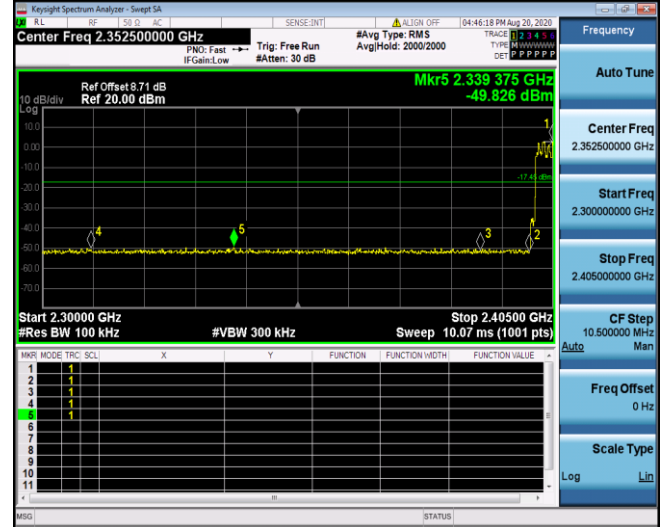 Keysight Spectrum Analyzer - Swept SA
RL RF 50 Ω AC SENSE:INT ALIGN OFF 04:46:18 PM Aug 20, 2020
Center Freq 2.352500000 GHz
#Avg Type: RMS
TRACE 1 2 3 4 5 6
PNO: Fast
Trig: Free Run
Avg|Hold: 2000/2000
TYPE M WWWWW
IFGain:Low
#Atten: 30 dB
DET P P P P P P
Mkr5 2.339 375 GHz
-49.826 dBm
Ref Offset 8.71 dB
10 dB/div Ref 20.00 dBm
Log
10.0
0.00
-10.0
-20.0
-30.0
-40.0
-50.0
-60.0
-70.0
1
-17.45 dBm
4
5
3
2
Start 2.30000 GHz Stop 2.40500 GHz
#Res BW 100 kHz #VBW 300 kHz Sweep 10.07 ms (1001 pts)
MKR MODE TRC SCL X Y FUNCTION FUNCTION WIDTH FUNCTION VALUE
1 1
2 1
3 1
4 1
5 1
6
7
8
9
10
11
MSG STATUS
Frequency
Auto Tune
Center Freq
2.352500000 GHz
Start Freq
2.300000000 GHz
Stop Freq
2.405000000 GHz
CF Step
10.500000 MHz
Auto Man
Freq Offset
0 Hz
Scale Type
Log Lin